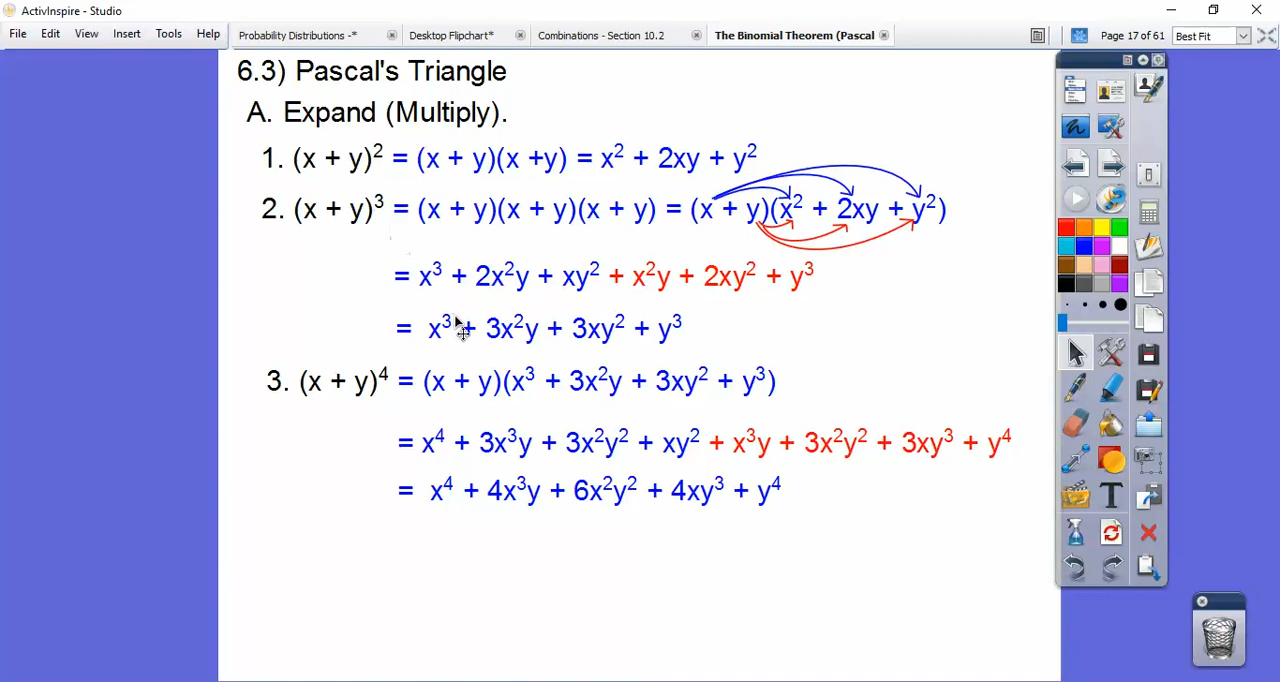 ActivInspire - Studio
File Edit View Insert Tools Help
Probability Distributions -* Desktop Flipchart* Combinations - Section 10.2 The Binomial Theorem (Pascal Page 17 of 61 Best Fit
6.3) Pascal's Triangle
A. Expand (Multiply).
1. (x + y)² = (x + y)(x +y) = x² + 2xy + y²
2. (x + y)³ = (x + y)(x + y)(x + y) = (x + y)(x² + 2xy + y²)
= x³ + 2x²y + xy² + x²y + 2xy² + y³
= x³ + 3x²y + 3xy² + y³
3. (x + y)⁴ = (x + y)(x³ + 3x²y + 3xy² + y³)
= x⁴ + 3x³y + 3x²y² + xy² + x³y + 3x²y² + 3xy³ + y⁴
= x⁴ + 4x³y + 6x²y² + 4xy³ + y⁴